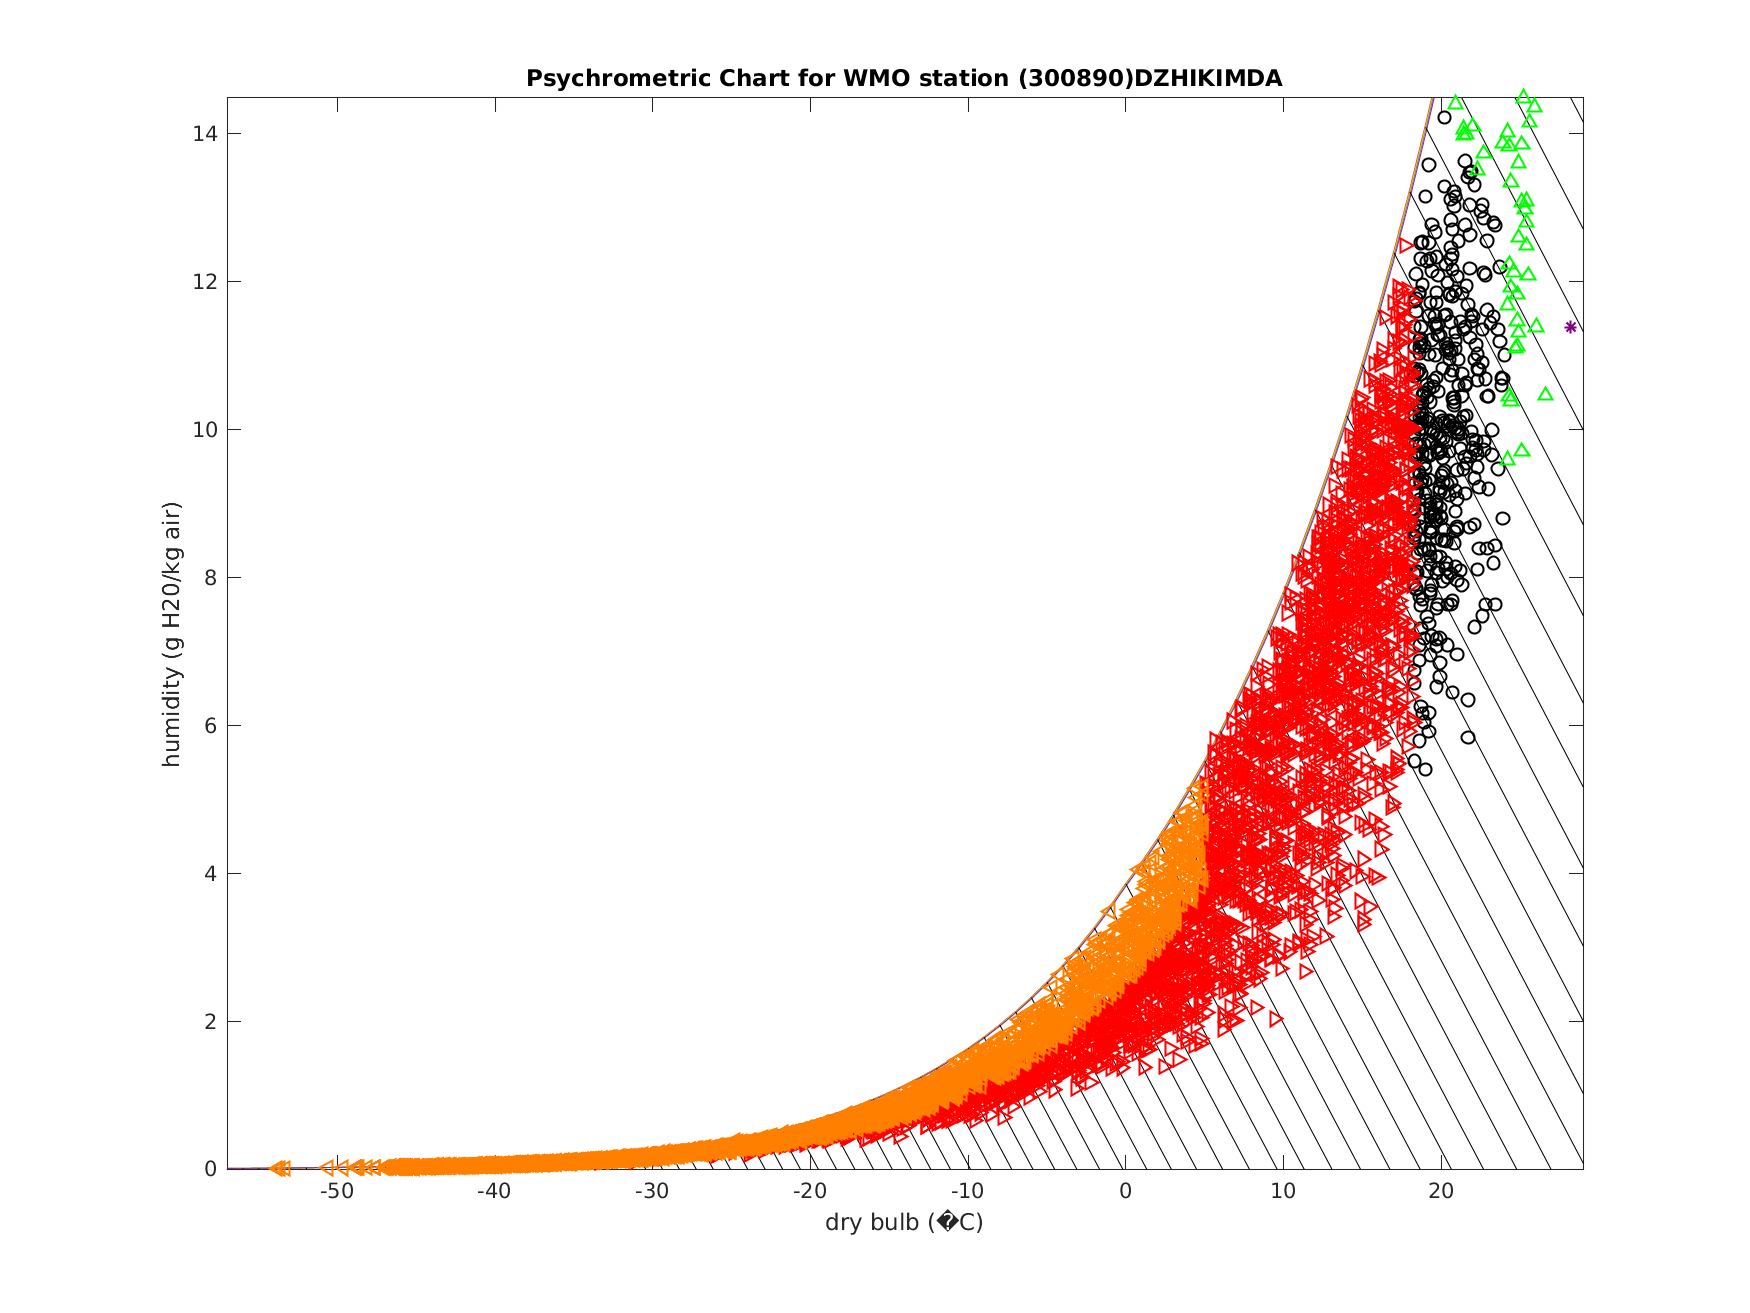 Psychrometric Chart for WMO station (300890)DZHIKIMDA
14
12
10
8
6
4
2
0
humidity (g H20/kg air)
-50 -40 -30 -20 -10 0 10 20
dry bulb (�C)